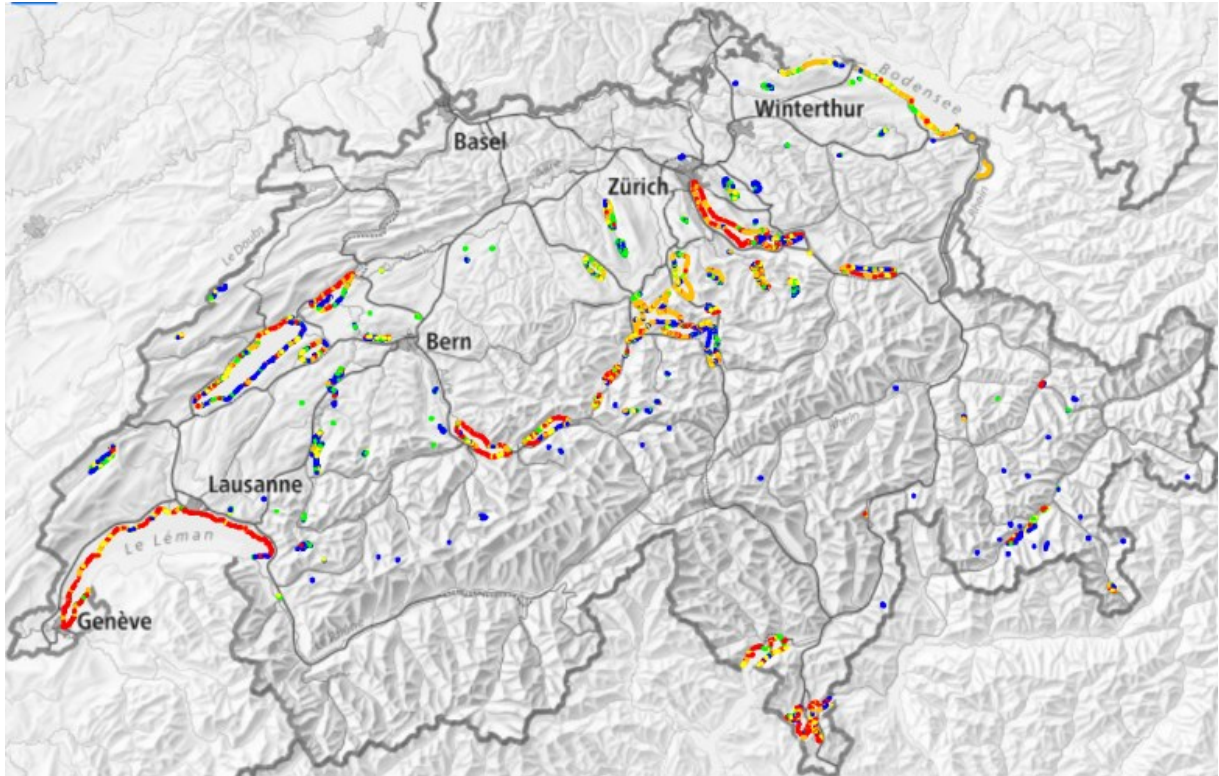 Bodensee
Winterthur
Basel
Zürich
Le Doubs
Bern
Lausanne
Le Léman
Genève